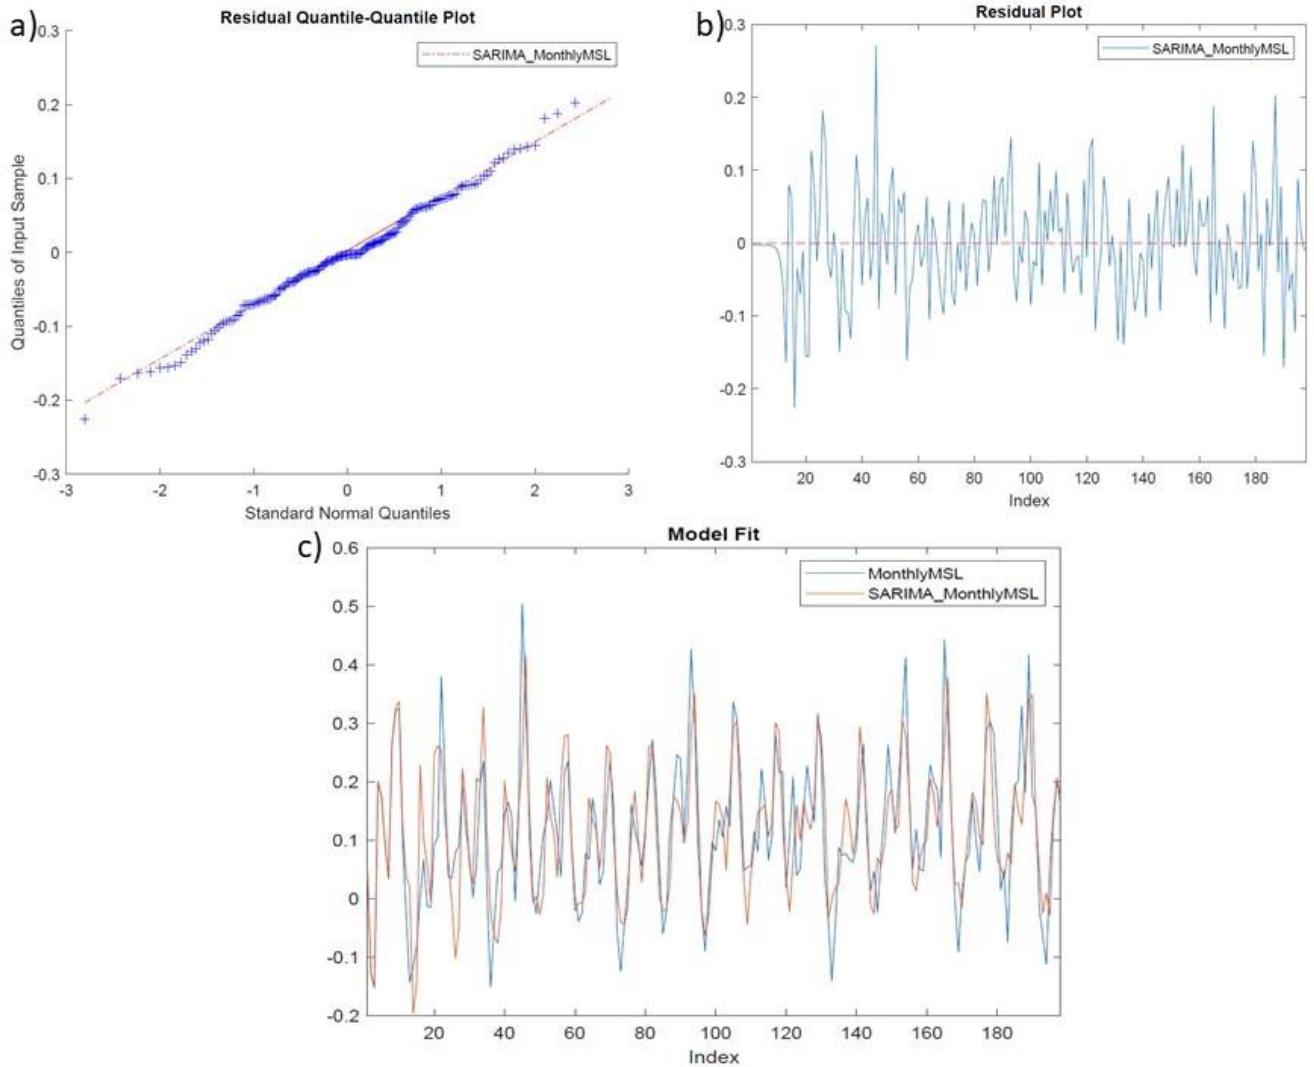 a)
Residual Quantile-Quantile Plot
SARIMA_MonthlyMSL
Quantiles of Input Sample
0.3
0.2
0.1
0
-0.1
-0.2
-0.3
-3 -2 -1 0 1 2 3
Standard Normal Quantiles
b)
Residual Plot
SARIMA_MonthlyMSL
0.3
0.2
0.1
0
-0.1
-0.2
-0.3
20 40 60 80 100 120 140 160 180
Index
c)
Model Fit
MonthlyMSL
SARIMA_MonthlyMSL
0.6
0.5
0.4
0.3
0.2
0.1
0
-0.1
-0.2
20 40 60 80 100 120 140 160 180
Index